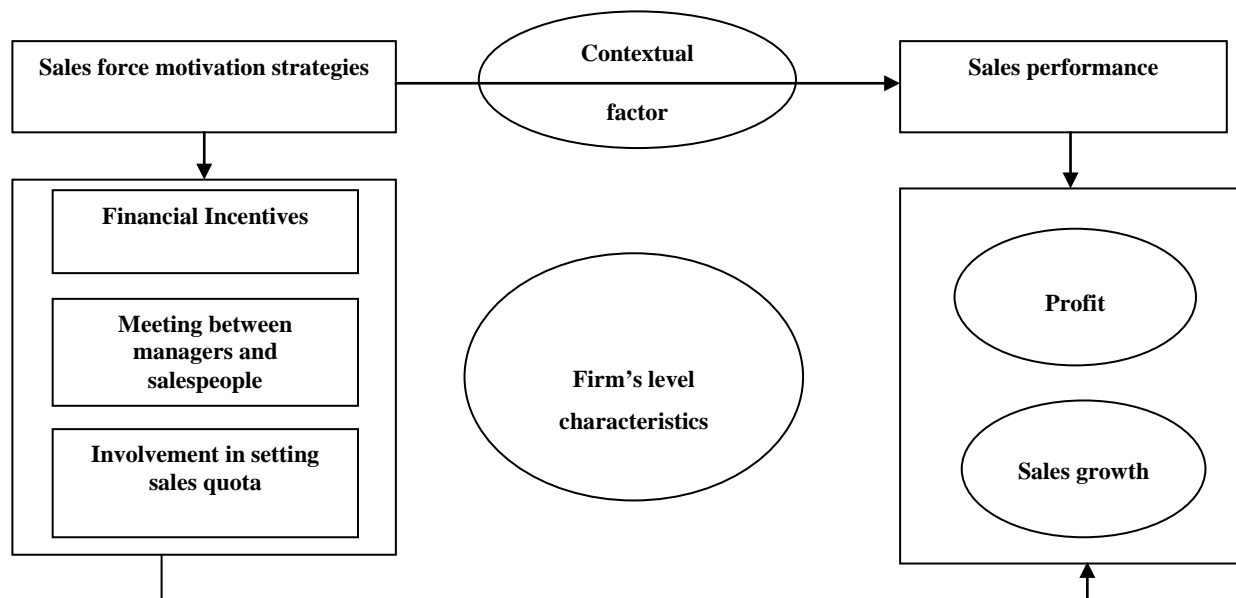 Sales force motivation strategies
Contextual
factor
Sales performance
Financial Incentives
Meeting between
managers and
salespeople
Involvement in setting
sales quota
Firm's level
characteristics
Profit
Sales growth